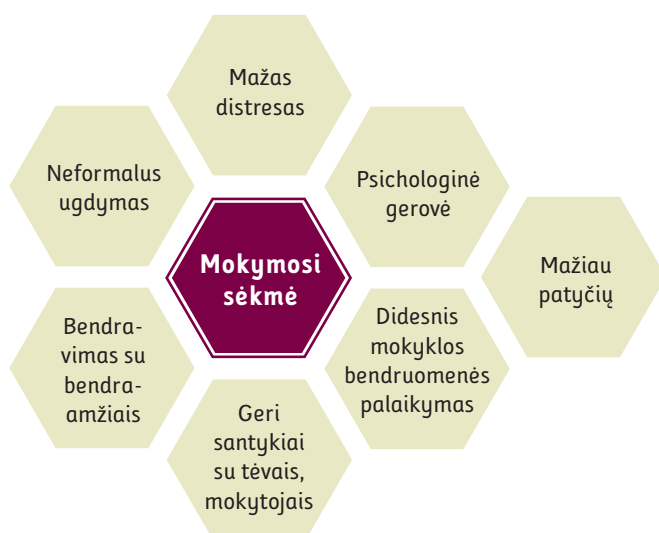 Mažas
distresas
Neformalus
ugdymas
Psichologinė
gerovė
Mokymosi
sėkmė
Mažiau
patyčių
Bendra-
vimas su
bendra-
amžiais
Didesnis
mokyklos
bendruomenės
palaikymas
Geri
santykiai
su tėvais,
mokytojais